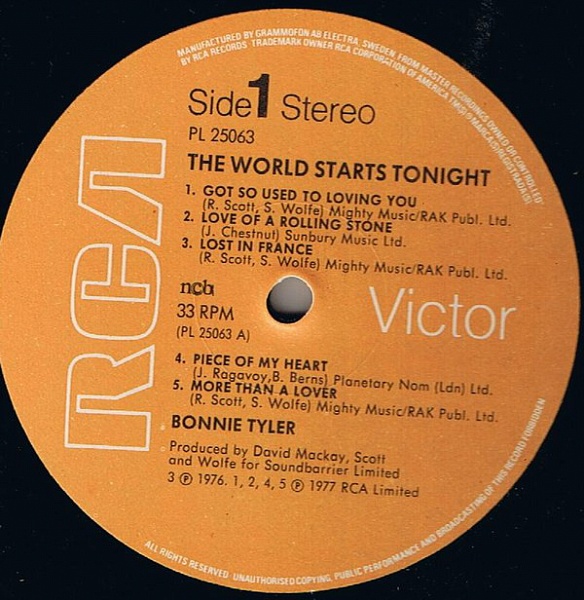 MANUFACTURED BY GRAMMOFON AB ELECTRA, SWEDEN, FROM MASTER RECORDINGS OWNED OR CONTROLLED
BY RCA RECORDS TRADEMARK OWNER RCA CORPORATION OF AMERICA TM(S) ® MARCA(S) REGISTRADA(S)
Side 1 Stereo
PL 25063
THE WORLD STARTS TONIGHT
1. GOT SO USED TO LOVING YOU
(R. Scott, S. Wolfe) Mighty Music/RAK Publ. Ltd.
2. LOVE OF A ROLLING STONE
(J. Chestnut) Sunbury Music Ltd.
3. LOST IN FRANCE
(R. Scott, S. Wolfe) Mighty Music/RAK Publ. Ltd.
ncb
33 RPM
(PL 25063 A)
RCA
Victor
4. PIECE OF MY HEART
(J. Ragavoy,B. Berns) Planetary Nom (Ldn) Ltd.
5. MORE THAN A LOVER
(R. Scott, S. Wolfe) Mighty Music/RAK Publ. Ltd.
BONNIE TYLER
Produced by David Mackay, Scott
and Wolfe for Soundbarrier Limited
3 ℗ 1976. 1, 2, 4, 5 ℗ 1977 RCA Limited
ALL RIGHTS RESERVED. UNAUTHORISED COPYING, PUBLIC PERFORMANCE AND BROADCASTING OF THIS RECORD FORBIDDEN